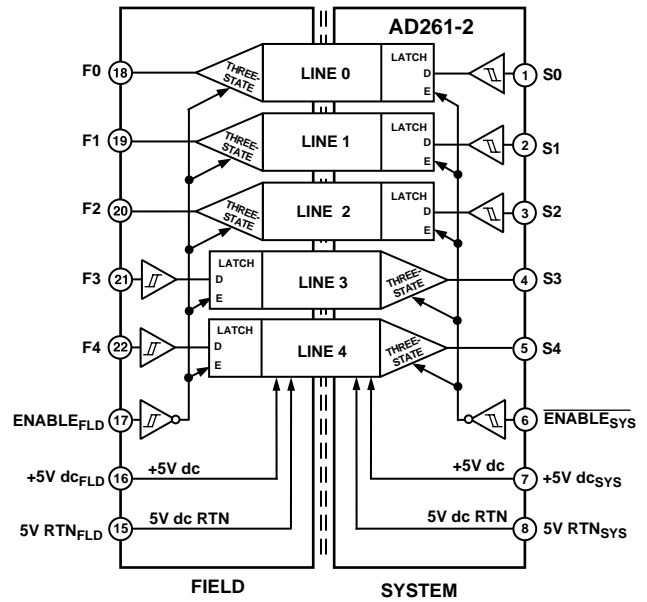 AD261-2
F0 18 THREE-STATE LINE 0 LATCH D E 1 S0
F1 19 THREE-STATE LINE 1 LATCH D E 2 S1
F2 20 THREE-STATE LINE 2 LATCH D E 3 S2
F3 21 LATCH D E LINE 3 THREE-STATE 4 S3
F4 22 LATCH D E LINE 4 THREE-STATE 5 S4
ENABLEFLD 17 6 ENABLESYS
+5V dcFLD 16 +5V dc +5V dc 7 +5V dcSYS
5V RTNFLD 15 5V dc RTN 5V dc RTN 8 5V RTNSYS
FIELD SYSTEM